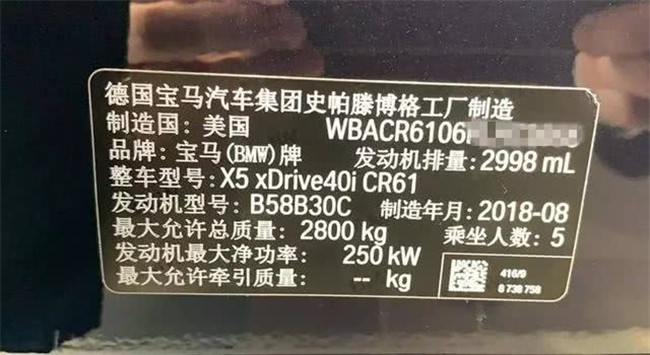 德国宝马汽车集团史帕滕博格工厂制造
制造国: 美国 WBACR6106
品牌: 宝马(BMW)牌 发动机排量: 2998 mL
整车型号: X5 xDrive40i CR61
发动机型号: B58B30C 制造年月: 2018-08
最大允许总质量: 2800 kg 乘坐人数: 5
发动机最大净功率: 250 kW
最大允许牵引质量: -- kg
416/9
8 738 758